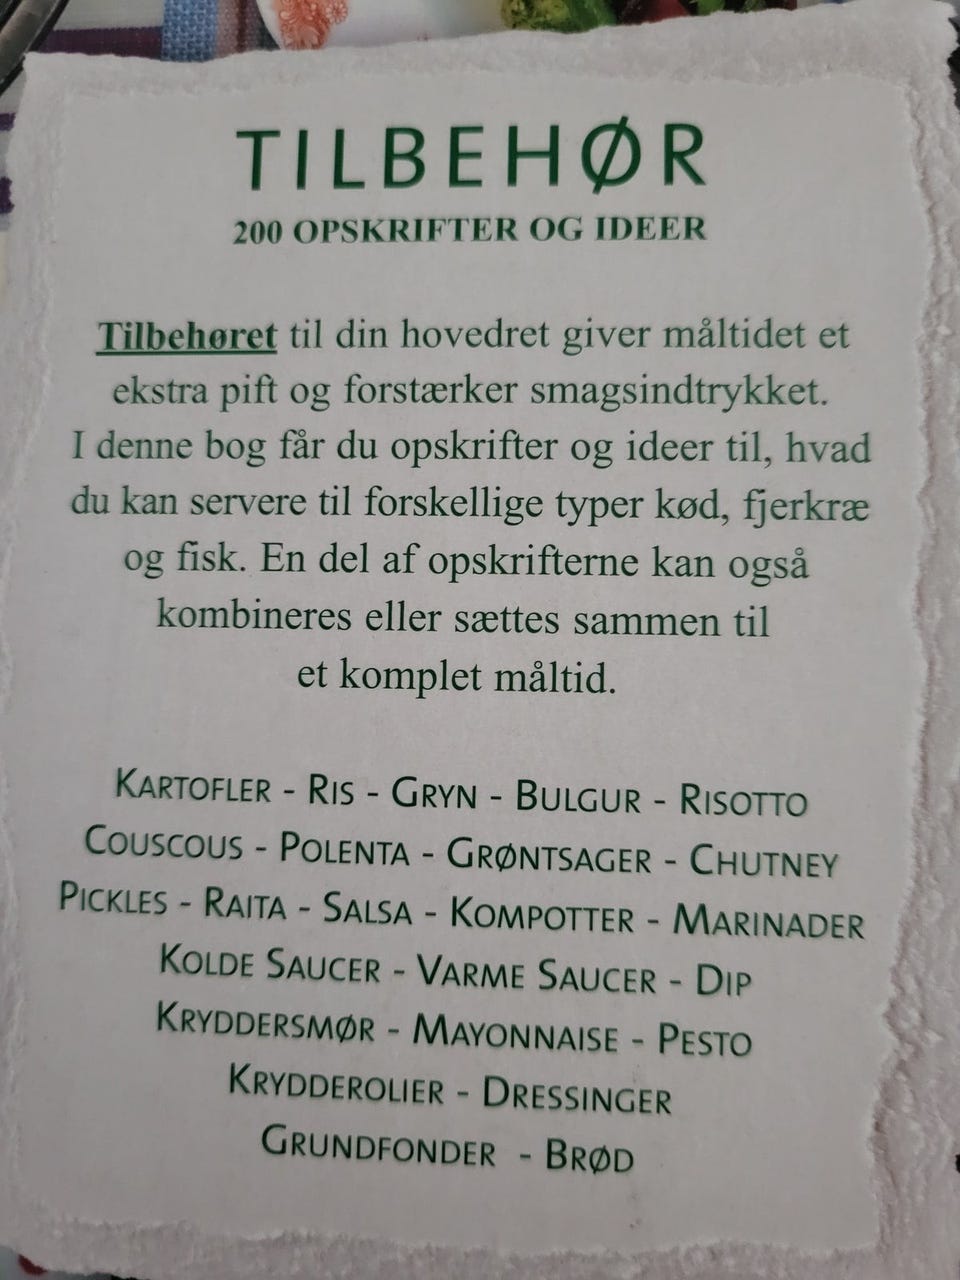 TILBEHØR
200 OPSKRIFTER OG IDEER
Tilbehøret til din hovedret giver måltidet et
ekstra pift og forstærker smagsindtrykket.
I denne bog får du opskrifter og ideer til, hvad
du kan servere til forskellige typer kød, fjerkræ
og fisk. En del af opskrifterne kan også
kombineres eller sættes sammen til
et komplet måltid.
KARTOFLER - RIS - GRYN - BULGUR - RISOTTO
COUSCOUS - POLENTA - GRØNTSAGER - CHUTNEY
PICKLES - RAITA - SALSA - KOMPOTTER - MARINADER
KOLDE SAUCER - VARME SAUCER - DIP
KRYDDERSMØR - MAYONNAISE - PESTO
KRYDDEROLIER - DRESSINGER
GRUNDFONDER - BRØD